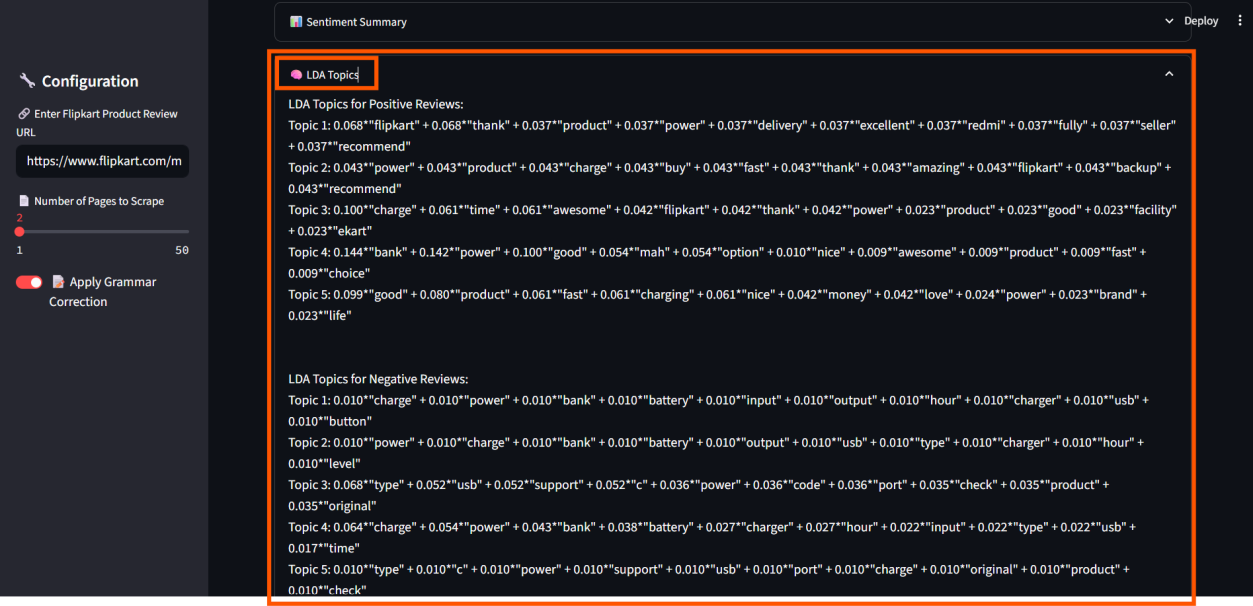 Sentiment Summary
Deploy
Configuration
Enter Flipkart Product Review
URL
https://www.flipkart.com/m
Number of Pages to Scrape
2
1 50
Apply Grammar
Correction
LDA Topics
LDA Topics for Positive Reviews:
Topic 1: 0.068*"flipkart" + 0.068*"thank" + 0.037*"product" + 0.037*"power" + 0.037*"delivery" + 0.037*"excellent" + 0.037*"redmi" + 0.037*"fully" + 0.037*"seller"
+ 0.037*"recommend"
Topic 2: 0.043*"power" + 0.043*"product" + 0.043*"charge" + 0.043*"buy" + 0.043*"fast" + 0.043*"thank" + 0.043*"amazing" + 0.043*"flipkart" + 0.043*"backup" +
0.043*"recommend"
Topic 3: 0.100*"charge" + 0.061*"time" + 0.061*"awesome" + 0.042*"flipkart" + 0.042*"thank" + 0.042*"power" + 0.023*"product" + 0.023*"good" + 0.023*"facility"
+ 0.023*"ekart"
Topic 4: 0.144*"bank" + 0.142*"power" + 0.100*"good" + 0.054*"mah" + 0.054*"option" + 0.010*"nice" + 0.009*"awesome" + 0.009*"product" + 0.009*"fast" +
0.009*"choice"
Topic 5: 0.099*"good" + 0.080*"product" + 0.061*"fast" + 0.061*"charging" + 0.061*"nice" + 0.042*"money" + 0.042*"love" + 0.024*"power" + 0.023*"brand" +
0.023*"life"
LDA Topics for Negative Reviews:
Topic 1: 0.010*"charge" + 0.010*"power" + 0.010*"bank" + 0.010*"battery" + 0.010*"input" + 0.010*"output" + 0.010*"hour" + 0.010*"charger" + 0.010*"usb" +
0.010*"button"
Topic 2: 0.010*"power" + 0.010*"charge" + 0.010*"bank" + 0.010*"battery" + 0.010*"output" + 0.010*"usb" + 0.010*"type" + 0.010*"charger" + 0.010*"hour" +
0.010*"level"
Topic 3: 0.068*"type" + 0.052*"usb" + 0.052*"support" + 0.052*"c" + 0.036*"power" + 0.036*"code" + 0.036*"port" + 0.035*"check" + 0.035*"product" +
0.035*"original"
Topic 4: 0.064*"charge" + 0.054*"power" + 0.043*"bank" + 0.038*"battery" + 0.027*"charger" + 0.027*"hour" + 0.022*"input" + 0.022*"type" + 0.022*"usb" +
0.017*"time"
Topic 5: 0.010*"type" + 0.010*"c" + 0.010*"power" + 0.010*"support" + 0.010*"usb" + 0.010*"port" + 0.010*"charge" + 0.010*"original" + 0.010*"product" +
0.010*"check"